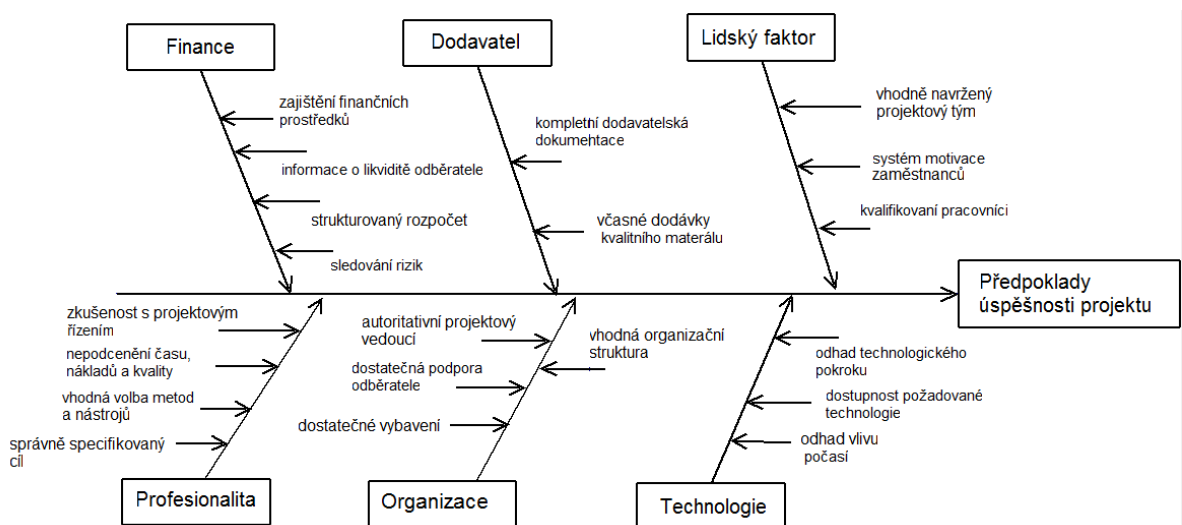 Finance
Dodavatel
Lidský faktor
zajištění finančních
prostředků
informace o likviditě odběratele
strukturovaný rozpočet
sledování rizik
kompletní dodavatelská
dokumehtace
včasné dodávky
kvalitního materálu
vhodně navržený
projektový tým
systém motivace
zaměstnanců
kvalifikovaní pracovníci
Předpoklady
úspěšnosti projektu
zkušenost s projektovým
řízením
nepodcenění času,
nákladů a kvality
vhodná volba metod
a nástrojů
správně specifikovaný
cíl
autoritativní projektový
vedoucí
vhodná organizační
struktura
dostatečná podpora
odběratele
dostatečné vybavení
odhad technologického
pokroku
dostupnost požadované
technologie
odhad vlivu
počasí
Profesionalita
Organizace
Technologie